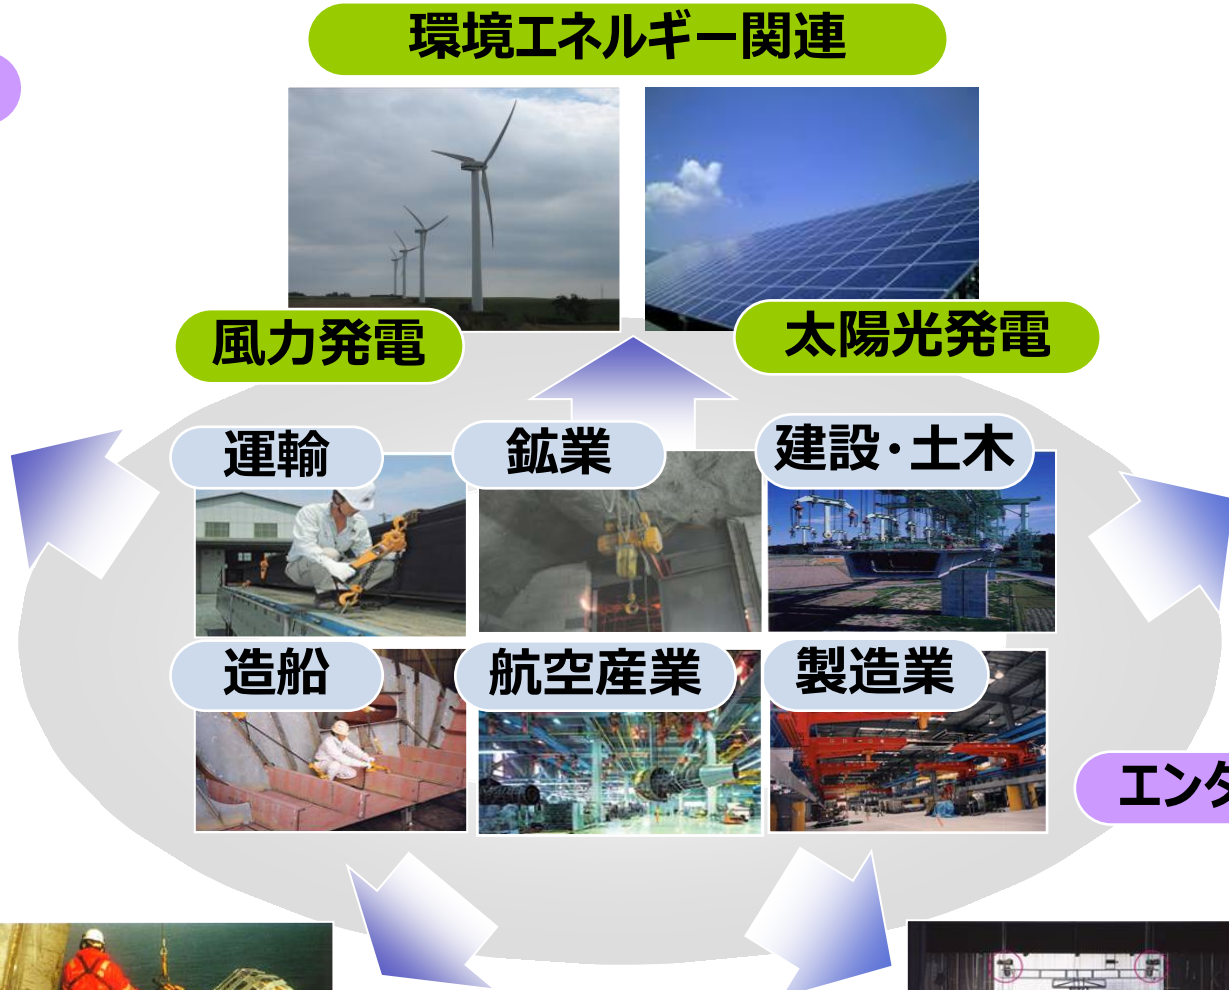 環境エネルギー関連
風力発電
太陽光発電
運輸
鉱業
建設・土木
造船
航空産業
製造業
エンタ